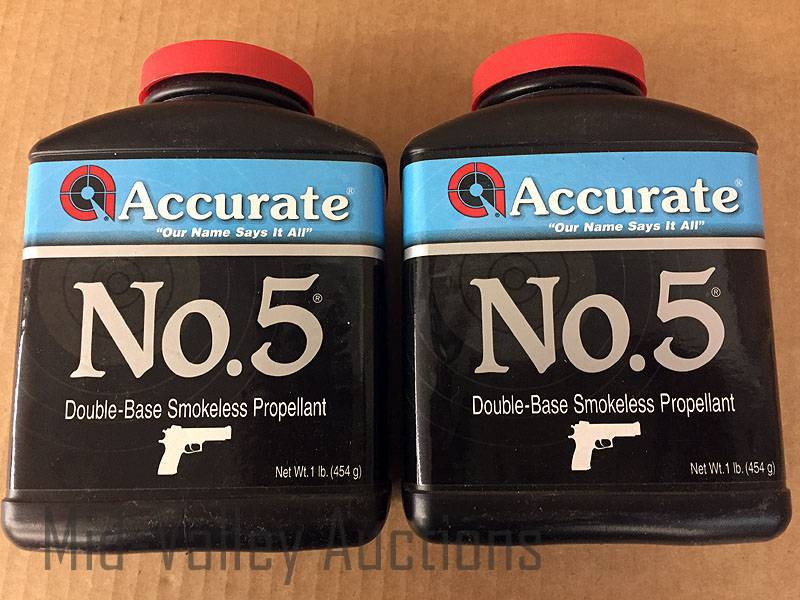 Accurate®
"Our Name Says It All"
No.5®
Double-Base Smokeless Propellant
Net Wt. 1 lb. (454 g)
Accurate®
"Our Name Says It All"
No.5®
Double-Base Smokeless Propellant
Net Wt. 1 lb. (454 g)
Mid-Valley Auctions